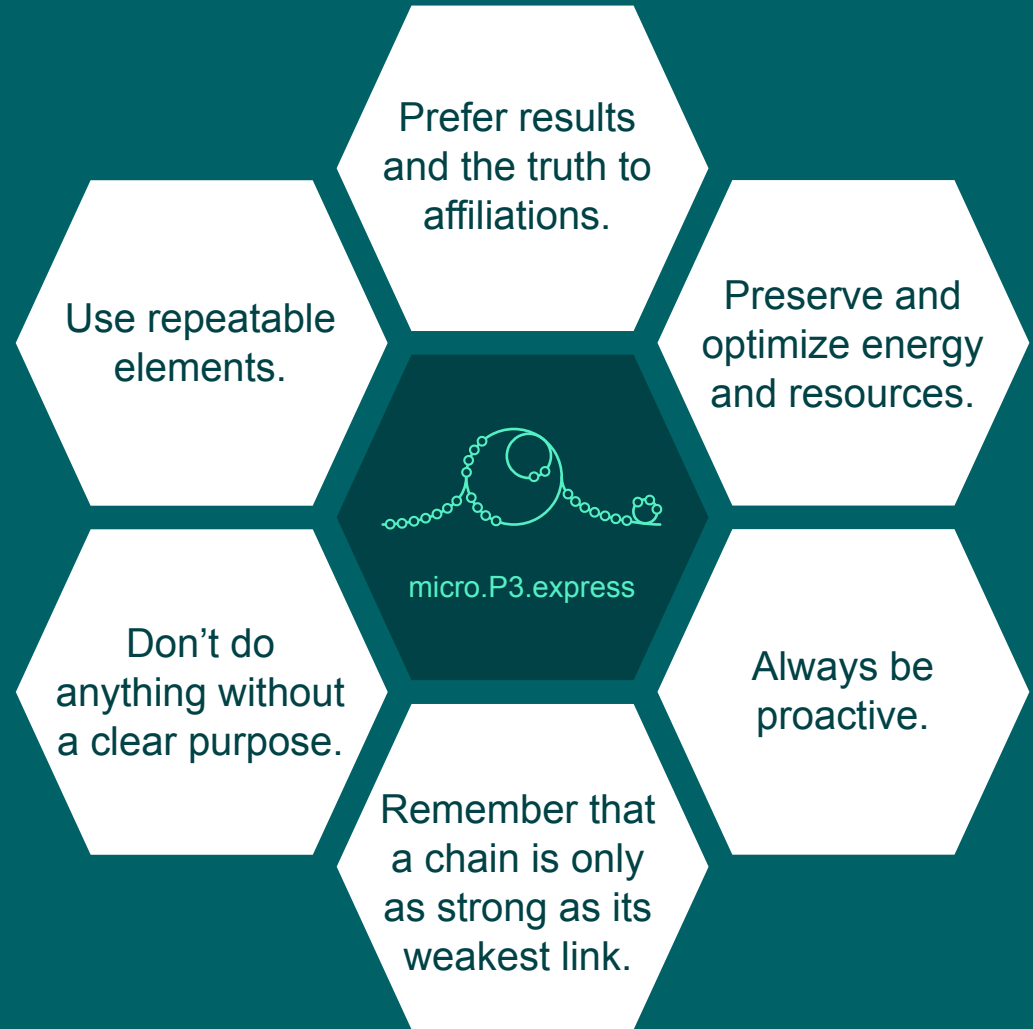 Prefer results
and the truth to
affiliations.
Preserve and
optimize energy
and resources.
Always be
proactive.
Remember that
a chain is only
as strong as its
weakest link.
Don’t do
anything without
a clear purpose.
Use repeatable
elements.
micro.P3.express